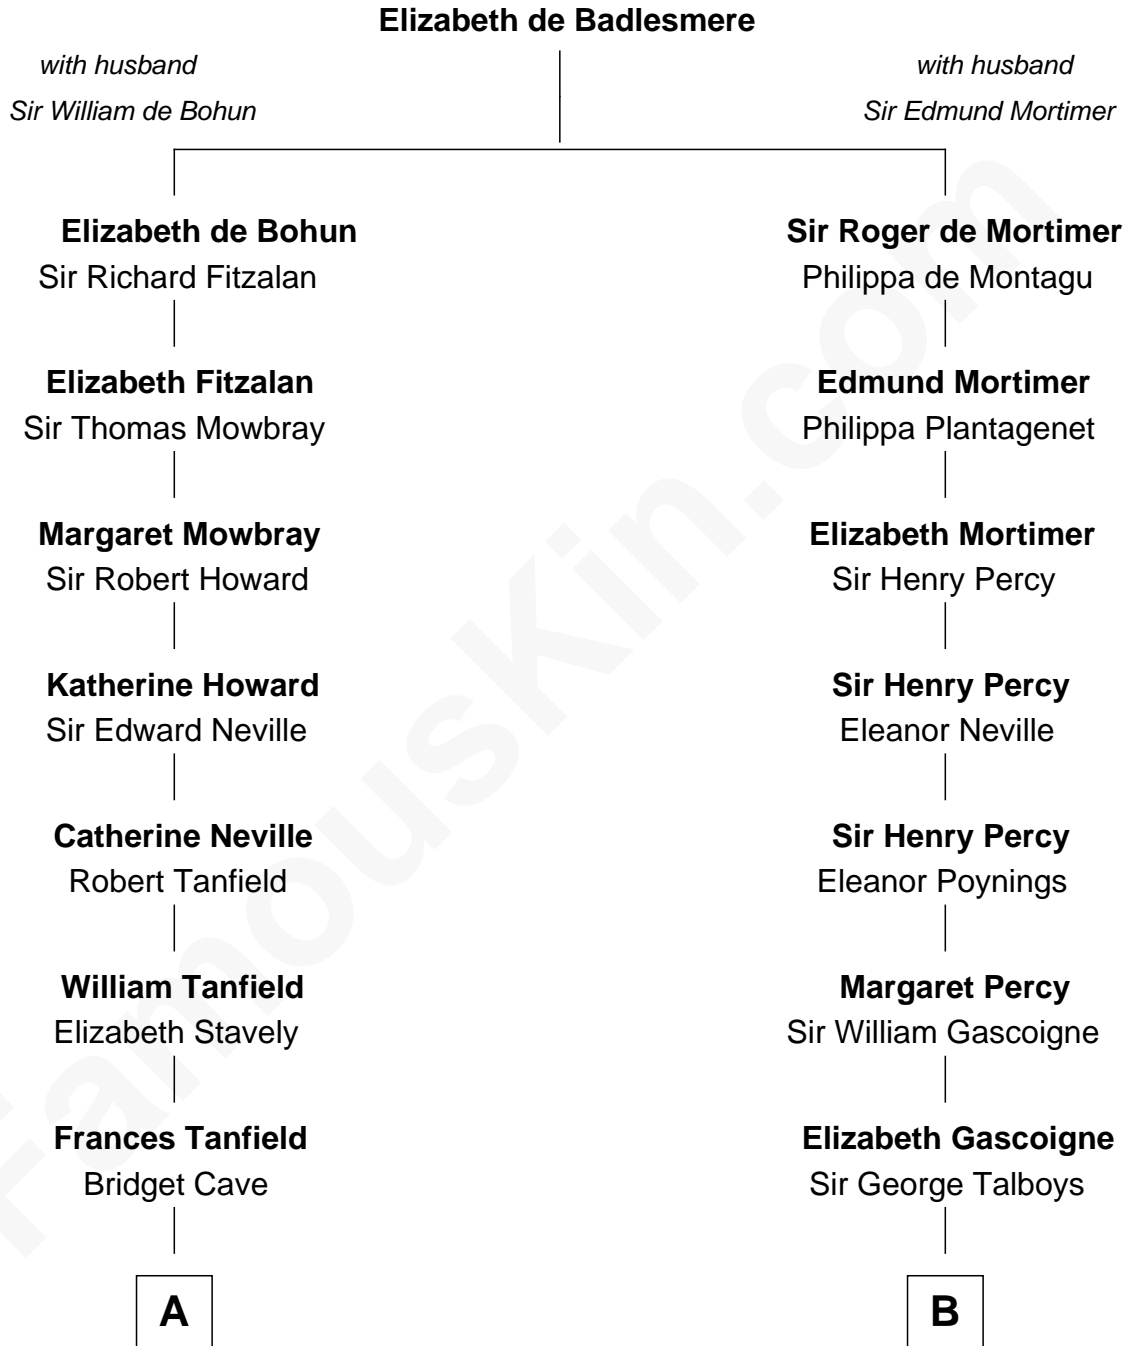 Elizabeth de Badlesmere
with husband
Sir William de Bohun
with husband
Sir Edmund Mortimer
Elizabeth de Bohun
Sir Richard Fitzalan
Sir Roger de Mortimer
Philippa de Montagu
Elizabeth Fitzalan
Sir Thomas Mowbray
Edmund Mortimer
Philippa Plantagenet
Margaret Mowbray
Sir Robert Howard
Elizabeth Mortimer
Sir Henry Percy
Katherine Howard
Sir Edward Neville
Sir Henry Percy
Eleanor Neville
Catherine Neville
Robert Tanfield
Sir Henry Percy
Eleanor Poynings
William Tanfield
Elizabeth Stavely
Margaret Percy
Sir William Gascoigne
Frances Tanfield
Bridget Cave
Elizabeth Gascoigne
Sir George Talboys
A
B
FamousKin.com